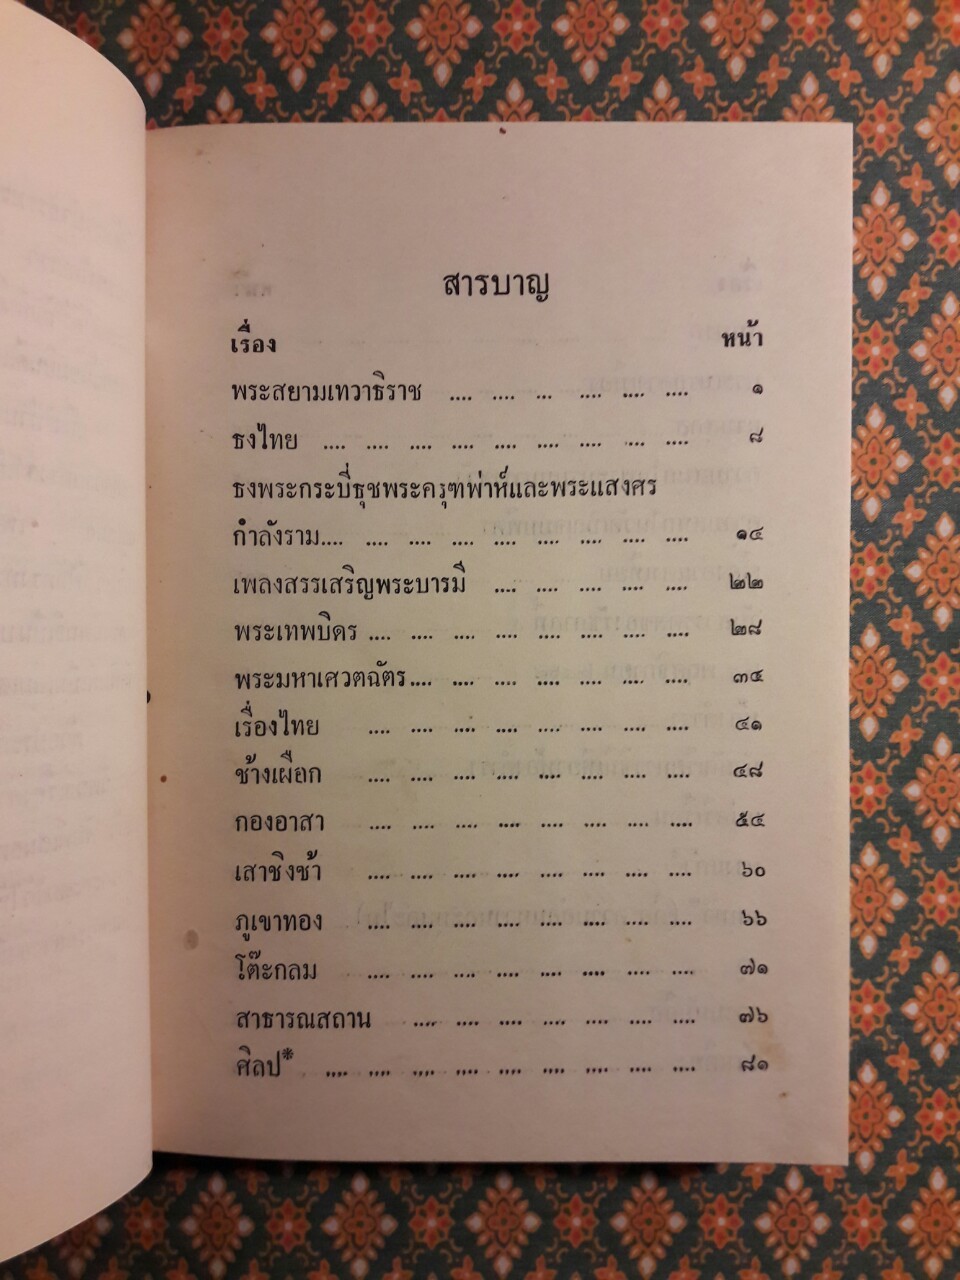 สารบาญ
เรื่อง หน้า
พระสยามเทวาธิราช .... .... ... .... .... .... ๑
ธงไทย .... .... .... .... .... .... .... .... .... ๘
ธงพระกระบี่ธุชพระครุฑพ่าห์และพระแสงศร
กำลังราม.... .... .... .... .... .... .... .... .... ๑๔
เพลงสรรเสริญพระบารมี .... .... .... .... .... ๒๒
พระเทพบิดร .... .... .... .... .... .... .... .... ๒๘
พระมหาเศวตฉัตร.... .... .... .... .... .... .... ๓๔
เรื่องไทย .... .... .... .... .... .... .... .... ๔๑
ช้างเผือก .... .... .... .... .... .... .... .... ๔๘
กองอาสา .... .... .... .... .... .... .... .... ๕๔
เสาชิงช้า .... .... .... .... .... .... .... .... ๖๐
ภูเขาทอง .... .... .... .... .... .... .... .... ๖๖
โต๊ะกลม .... .... .... .... .... .... .... .... ๗๑
สาธารณสถาน .... .... .... .... .... .... .... ๗๖
ศิลป* .... .... .... .... .... .... .... .... .... ๘๑